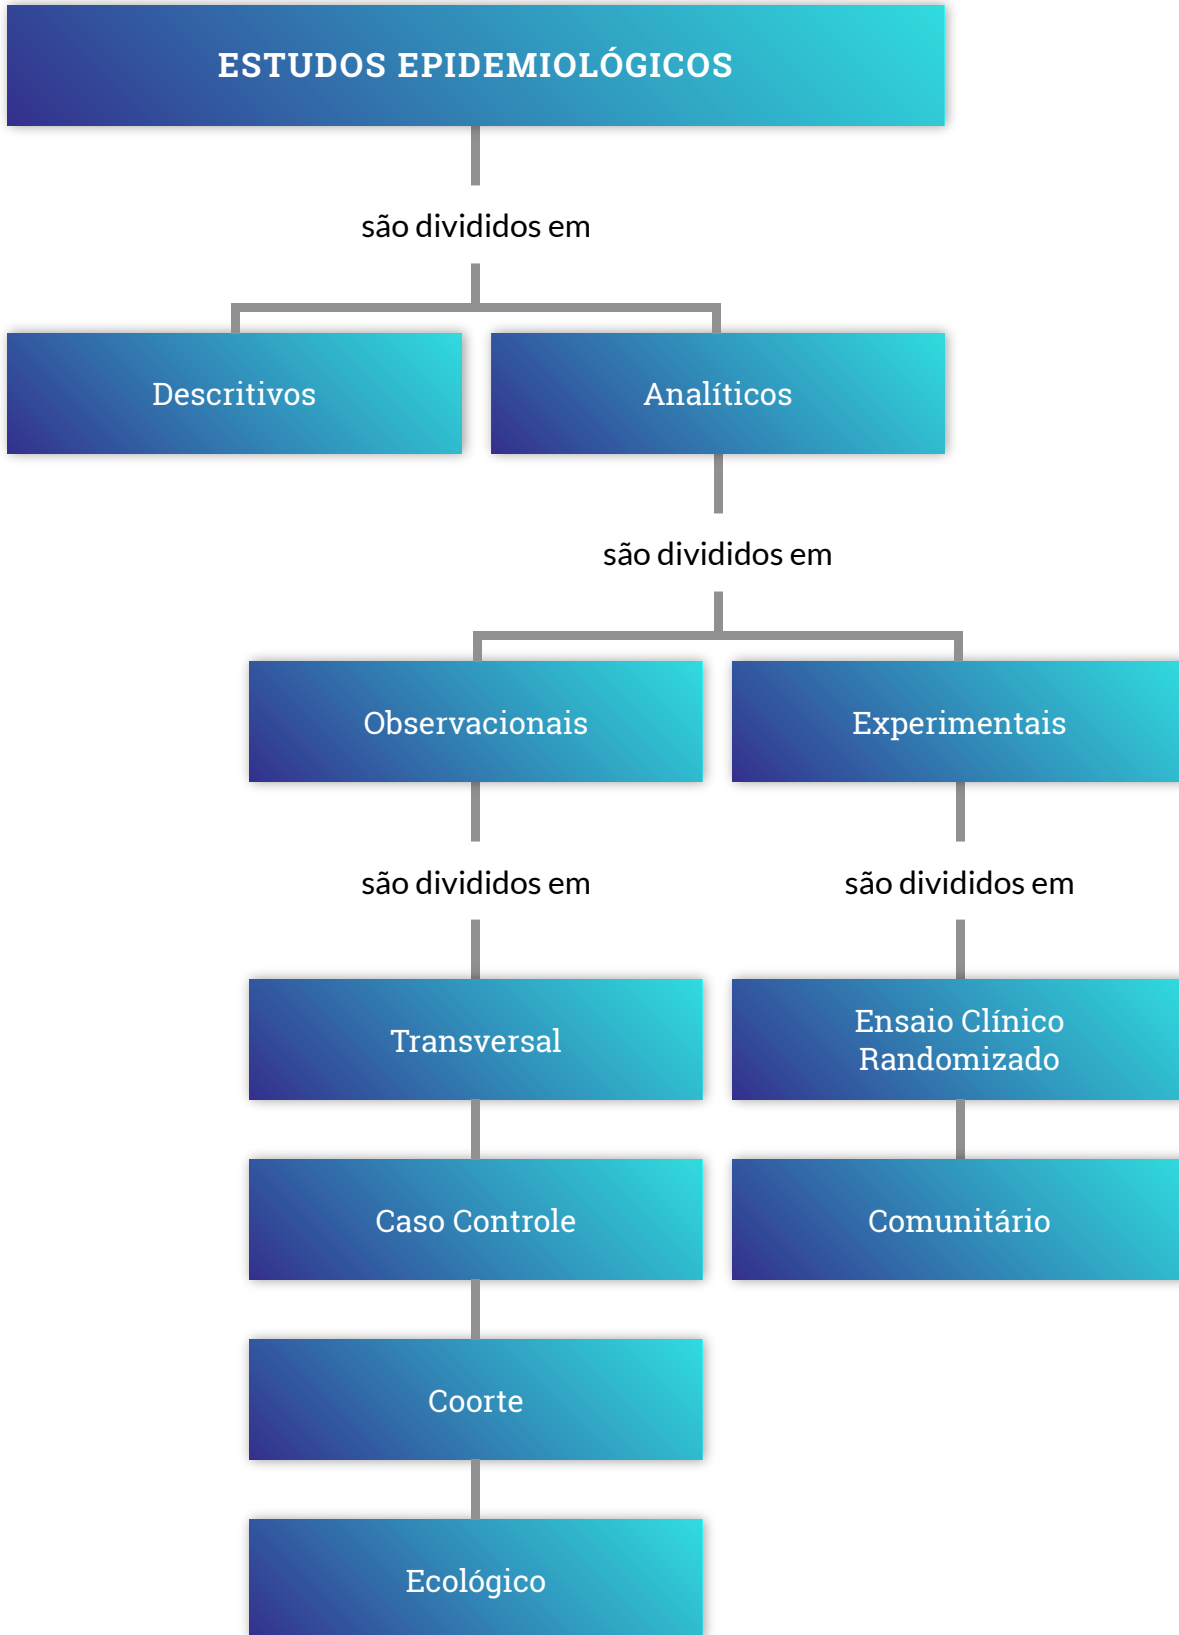 ESTUDOS EPIDEMIOLÓGICOS
são divididos em
Descritivos
Analíticos
são divididos em
Observacionais
Experimentais
são divididos em
são divididos em
Transversal
Ensaio Clínico
Randomizado
Caso Controle
Comunitário
Coorte
Ecológico